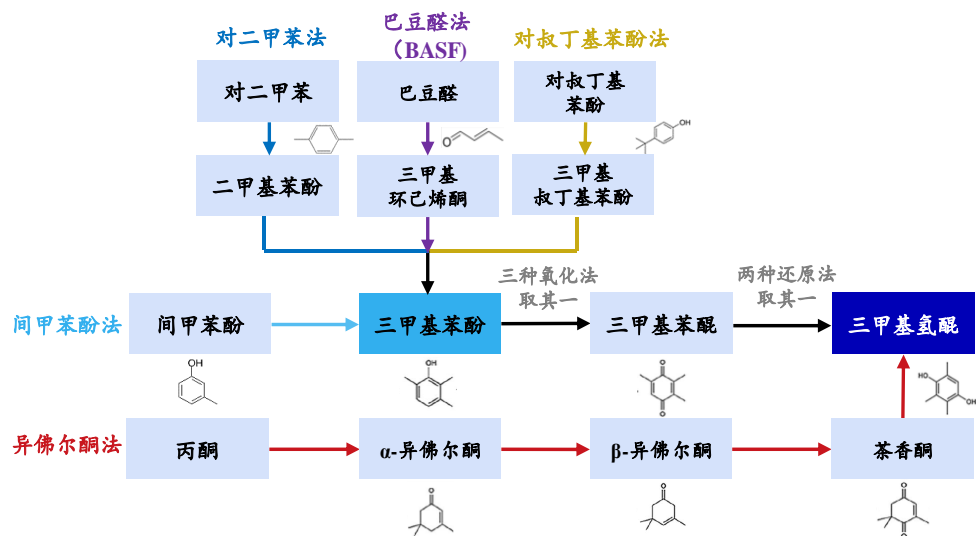 对二甲苯法
巴豆醛法
（BASF)
对叔丁基苯酚法
对二甲苯
巴豆醛
对叔丁基
苯酚
O
OH
二甲基苯酚
三甲基
环己烯酮
三甲基
叔丁基苯酚
三种氧化法
取其一
两种还原法
取其一
间甲苯酚法
间甲苯酚
三甲基苯酚
三甲基苯醌
三甲基氢醌
OH
OH
O
O
HO
OH
异佛尔酮法
丙酮
α-异佛尔酮
β-异佛尔酮
茶香酮
O
O
O
O